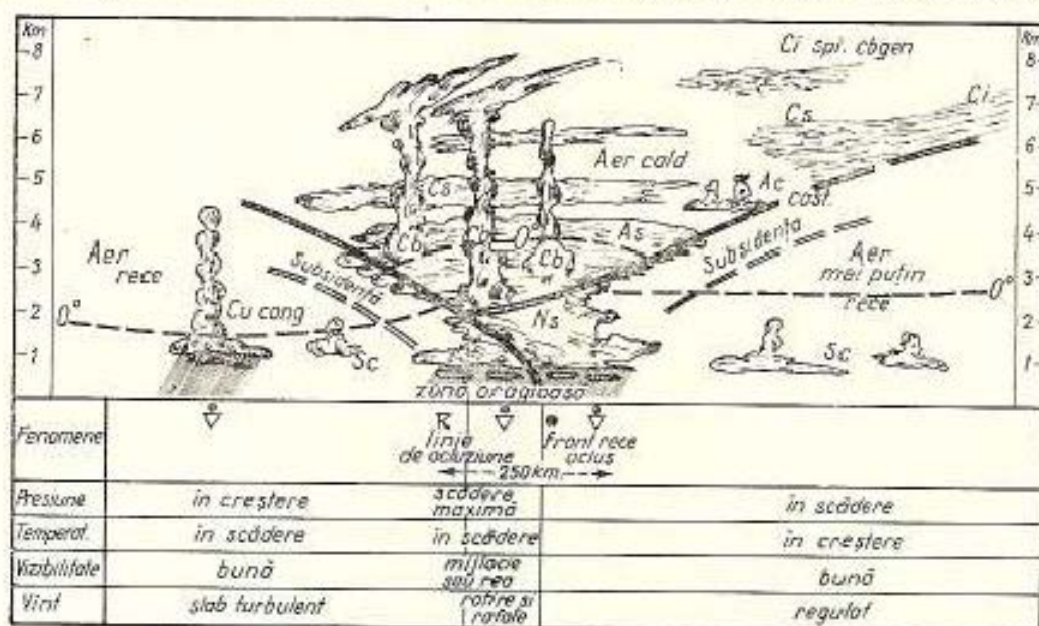 Km
8
7
6
5
4
3
2
1
Km
8
7
6
5
4
3
2
1
Ci spi. cbgen
Ci
Cs
Aer cald
Ac
cast.
Cs
As
Cb
Cb
0°
Cb
Subsidența
Subsidența
Aer
rece
Aer
mai puțin
rece
0°
0°
Cu cong
Sc
Ns
Sc
zona oragioasă
Fenomene
R
linie
de ocluziune
front rece
oclus
250 km.
Presiune
în creștere
scădere
maximă
în scădere
Temperat.
în scădere
în scădere
în creștere
Vizibilitate
bună
mijlocie
sau rea
bună
Vînt
slab turbulent
rotire și
rafale
regulat